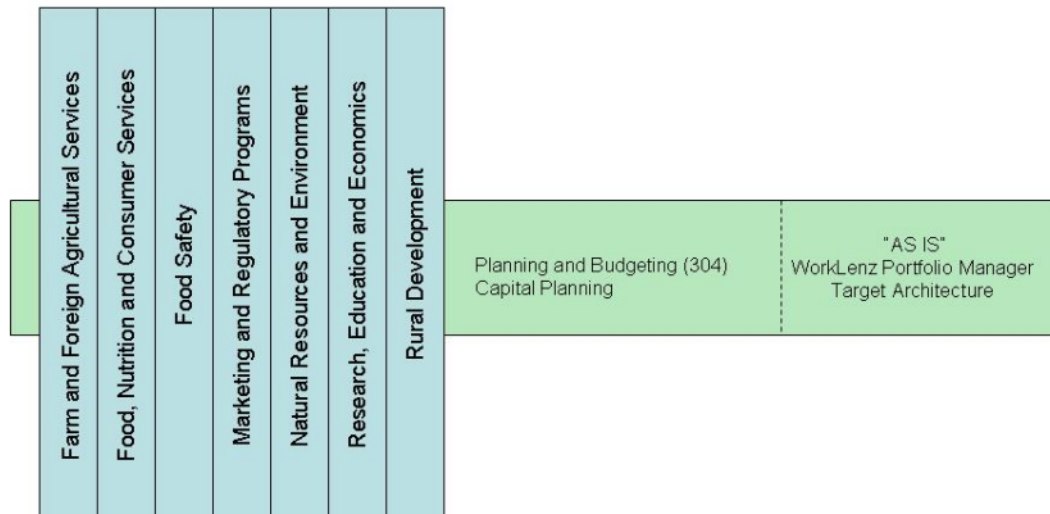 Farm and Foreign Agricultural Services
Food, Nutrition and Consumer Services
Food Safety
Marketing and Regulatory Programs
Natural Resources and Environment
Research, Education and Economics
Rural Development
Planning and Budgeting (304)
Capital Planning
"AS IS"
WorkLenz Portfolio Manager
Target Architecture